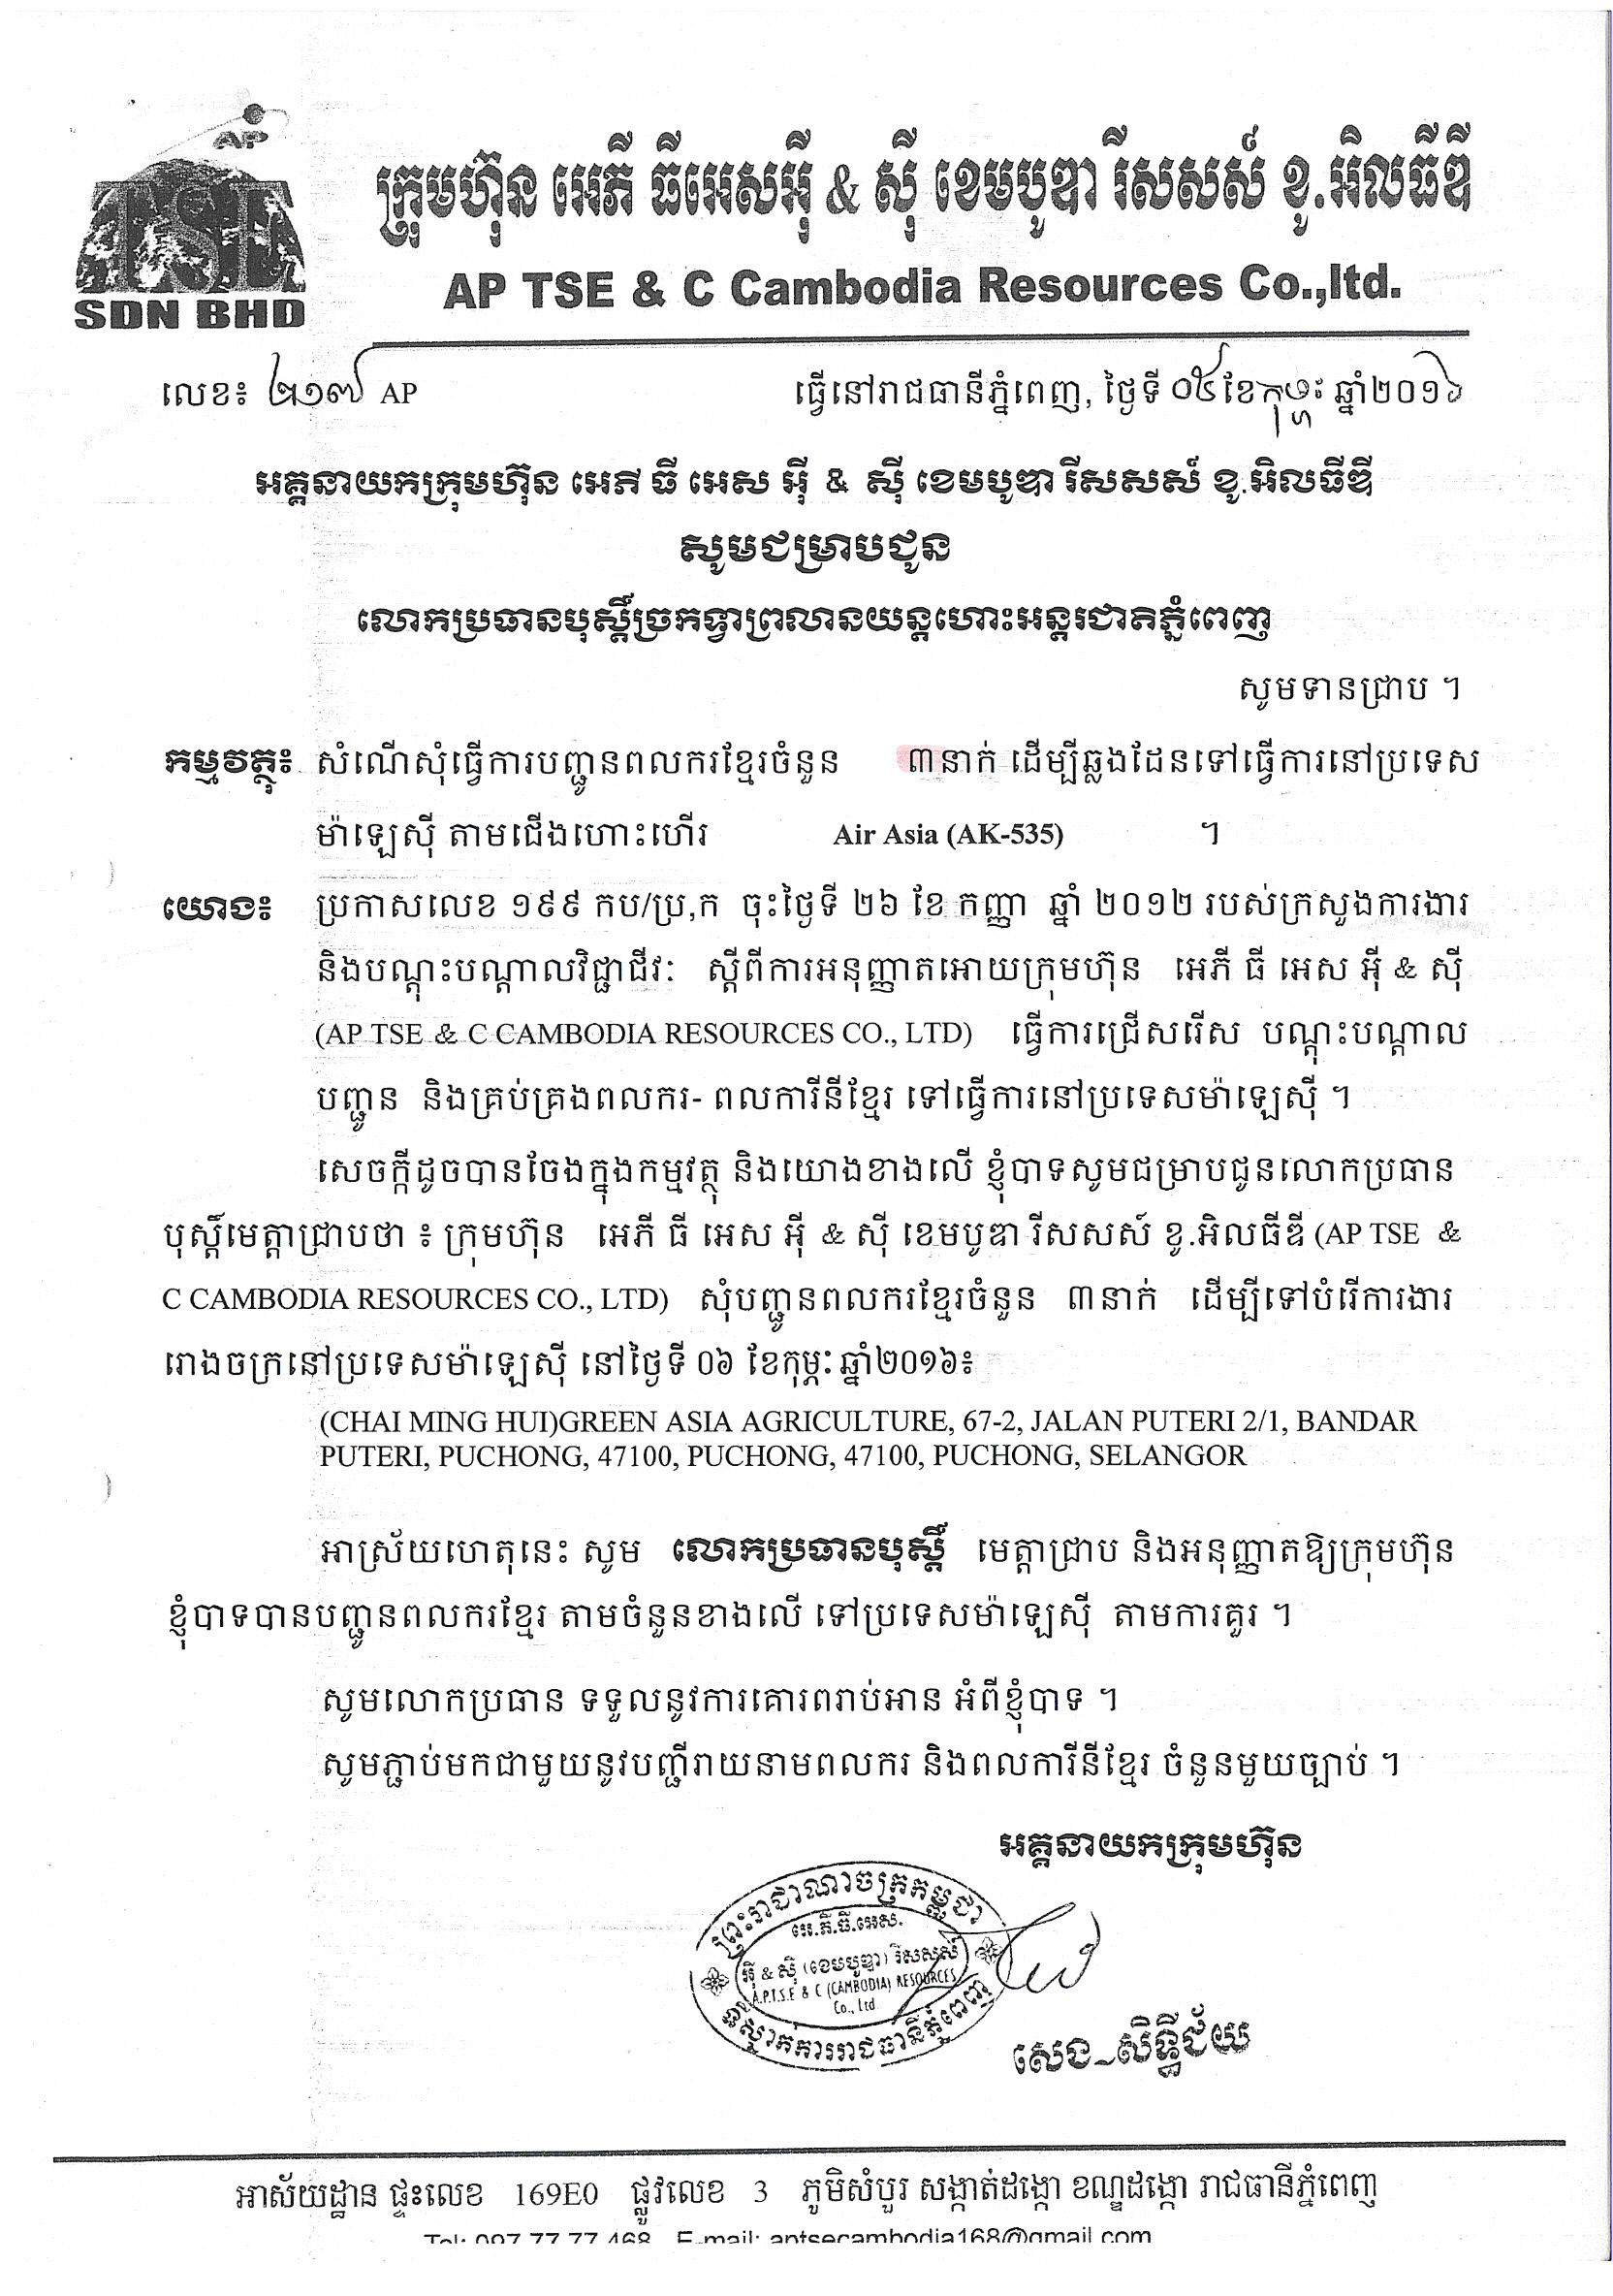 AP
TSE
SDN BHD
ក្រុមហ៊ុន អេភី ធីអេសអ៊ី & ស៊ី ខេមបូឌា រីសសស៍ ខូ.អិលធីឌី
AP TSE & C Cambodia Resources Co.,ltd.
លេខ៖ ២១៧ AP
ធ្វើនៅរាជធានីភ្នំពេញ, ថ្ងៃទី ០៥ ខែកុម្ភះ ឆ្នាំ២០១៦
អគ្គនាយកក្រុមហ៊ុន អេភី ធី អេស អ៊ី & ស៊ី ខេមបូឌា រីសសស៍ ខូ.អិលធីឌី
សូមជម្រាបជូន
លោកប្រធានបុស្តិ៍ច្រកទ្វាព្រលានយន្តហោះអន្តរជាតិភ្នំពេញ
សូមទានជ្រាប ។
កម្មវត្ថុ៖ សំណើសុំធ្វើការបញ្ជូនពលករខ្មែរចំនួន ៣នាក់ ដើម្បីឆ្លងដែនទៅធ្វើការនៅប្រទេស
ម៉ាឡេស៊ី តាមជើងហោះហើរ Air Asia (AK-535) ។
យោង៖ ប្រកាសលេខ ១៩៩ កប/ប្រ,ក ចុះថ្ងៃទី ២៦ ខែ កញ្ញា ឆ្នាំ ២០១២ របស់ក្រសួងការងារ
និងបណ្តុះបណ្តាលវិជ្ជាជីវៈ ស្តីពីការអនុញ្ញាតអោយក្រុមហ៊ុន អេភី ធី អេស អ៊ី & ស៊ី
(AP TSE & C CAMBODIA RESOURCES CO., LTD) ធ្វើការជ្រើសរើស បណ្តុះបណ្តាល
បញ្ជូន និងគ្រប់គ្រងពលករ- ពលការីនីខ្មែរ ទៅធ្វើការនៅប្រទេសម៉ាឡេស៊ី ។
សេចក្តីដូចបានចែងក្នុងកម្មវត្ថុ និងយោងខាងលើ ខ្ញុំបាទសូមជម្រាបជូនលោកប្រធាន
បុស្តិ៍មេត្តាជ្រាបថា ៖ ក្រុមហ៊ុន អេភី ធី អេស អ៊ី & ស៊ី ខេមបូឌា រីសសស៍ ខូ.អិលធីឌី (AP TSE &
C CAMBODIA RESOURCES CO., LTD) សុំបញ្ជូនពលករខ្មែរចំនួន ៣នាក់ ដើម្បីទៅបំរើការងារ
រោងចក្រនៅប្រទេសម៉ាឡេស៊ី នៅថ្ងៃទី ០៦ ខែកុម្ភះ ឆ្នាំ២០១៦៖
(CHAI MING HUI)GREEN ASIA AGRICULTURE, 67-2, JALAN PUTERI 2/1, BANDAR
PUTERI, PUCHONG, 47100, PUCHONG, 47100, PUCHONG, SELANGOR
អាស្រ័យហេតុនេះ សូម លោកប្រធានបុស្តិ៍ មេត្តាជ្រាប និងអនុញ្ញាតឱ្យក្រុមហ៊ុន
ខ្ញុំបាទបានបញ្ជូនពលករខ្មែរ តាមចំនួនខាងលើ ទៅប្រទេសម៉ាឡេស៊ី តាមការគួរ ។
សូមលោកប្រធាន ទទួលនូវការគោរពរាប់អាន អំពីខ្ញុំបាទ ។
សូមភ្ជាប់មកជាមួយនូវបញ្ជីរាយនាមពលករ និងពលការីនីខ្មែរ ចំនួនមួយច្បាប់ ។
អគ្គនាយកក្រុមហ៊ុន
ព្រះរាជាណាចក្រកម្ពុជា
អេ.ភី.ធី.អេស.
អ៊ី & ស៊ី (ខេមបូឌា) រីសសស៍
A.P.T.S.E & C (CAMBODIA) RESOURCES
Co., Ltd
នីស្នាក់ការរាជធានីភ្នំពេញ
សេង សិទ្ធីជ័យ
អាស័យដ្ឋាន ផ្ទះលេខ 169E0 ផ្លូវលេខ 3 ភូមិសំបួរ សង្កាត់ដង្កោ ខណ្ឌដង្កោ រាជធានីភ្នំពេញ
Tel: 097 77 77 468 E-mail: aptsecambodia168@gmail.com